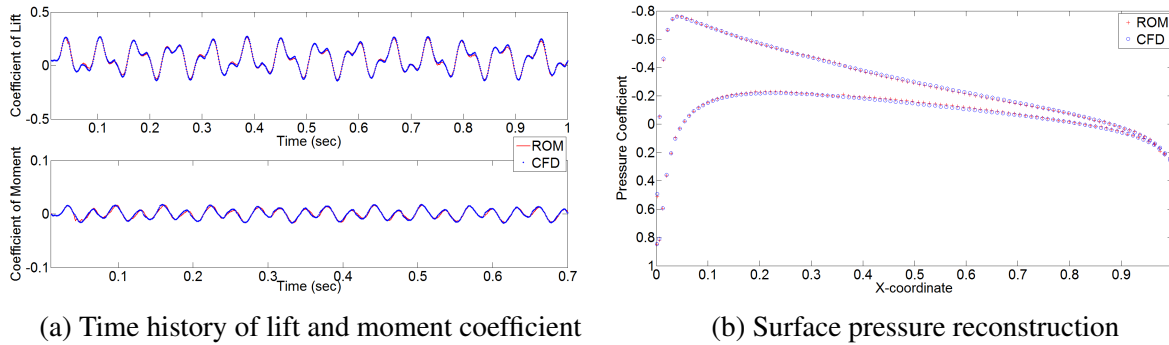 0.5
0
-0.5
Coefficient of Lift
0.1 0.2 0.3 0.4 0.5 0.6 0.7 0.8 0.9 1
Time (sec)
ROM
CFD
0.1
0
-0.1
Coefficient of Moment
0.1 0.2 0.3 0.4 0.5 0.6 0.7
Time (sec)
(a) Time history of lift and moment coefficient
-0.8
-0.6
-0.4
-0.2
0
0.2
0.4
0.6
0.8
1
Pressure Coefficient
ROM
CFD
0 0.1 0.2 0.3 0.4 0.5 0.6 0.7 0.8 0.9
X-coordinate
(b) Surface pressure reconstruction